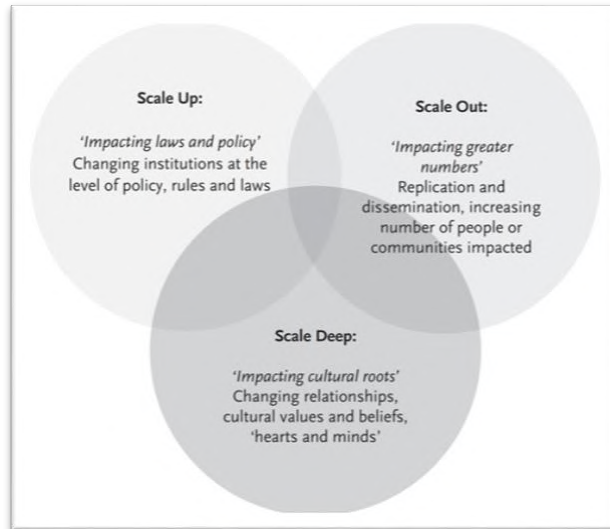 Scale Up:
'Impacting laws and policy'
Changing institutions at the
level of policy, rules and laws
Scale Out:
'Impacting greater
numbers'
Replication and
dissemination, increasing
number of people or
communities impacted
Scale Deep:
'Impacting cultural roots'
Changing relationships,
cultural values and beliefs,
'hearts and minds'